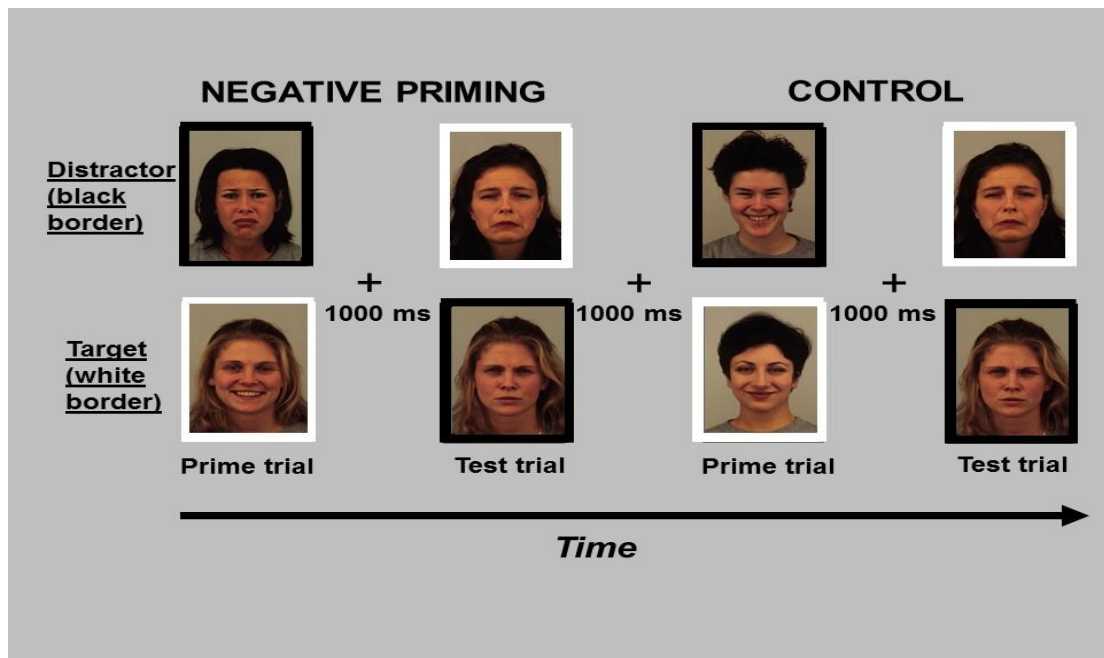 NEGATIVE PRIMING
CONTROL
Distractor
(black
border)
+
1000 ms
+
1000 ms
+
1000 ms
Target
(white
border)
Prime trial
Test trial
Prime trial
Test trial
Time